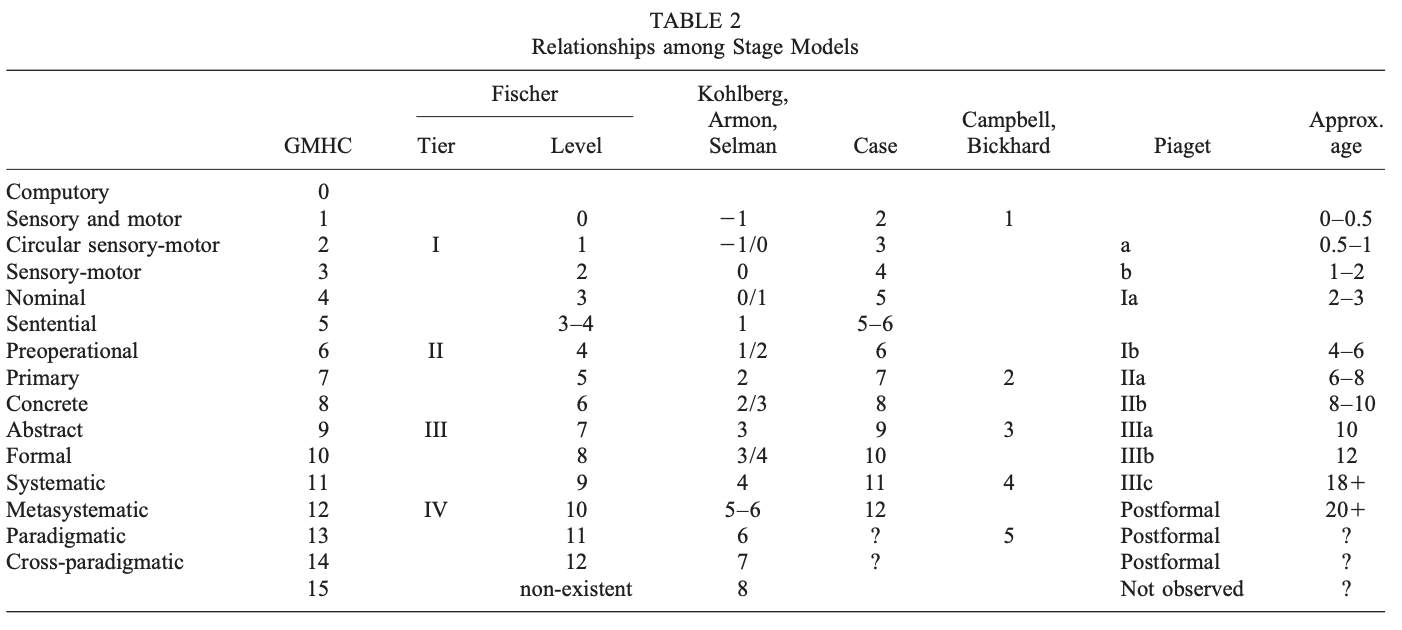 TABLE 2
Relationships among Stage Models
Fischer Kohlberg,
Armon, Campbell, Approx.
GMHC Tier Level Selman Case Bickhard Piaget age
Computory 0
Sensory and motor 1 0 −1 2 1 0–0.5
Circular sensory-motor 2 I 1 −1/0 3 a 0.5–1
Sensory-motor 3 2 0 4 b 1–2
Nominal 4 3 0/1 5 Ia 2–3
Sentential 5 3–4 1 5–6
Preoperational 6 II 4 1/2 6 Ib 4–6
Primary 7 5 2 7 2 IIa 6–8
Concrete 8 6 2/3 8 IIb 8–10
Abstract 9 III 7 3 9 3 IIIa 10
Formal 10 8 3/4 10 IIIb 12
Systematic 11 9 4 11 4 IIIc 18+
Metasystematic 12 IV 10 5–6 12 Postformal 20+
Paradigmatic 13 11 6 ? 5 Postformal ?
Cross-paradigmatic 14 12 7 ? Postformal ?
15 non-existent 8 Not observed ?